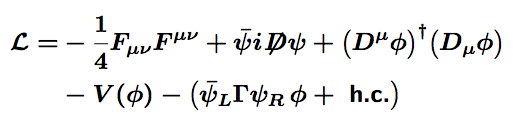 𝓛 = − 1/4 F_{μν}F^{μν} + ψ̄iD̸ψ + (D^μϕ)^†(D_μϕ)
− V(ϕ) − (ψ̄_LΓψ_R ϕ + h.c.)